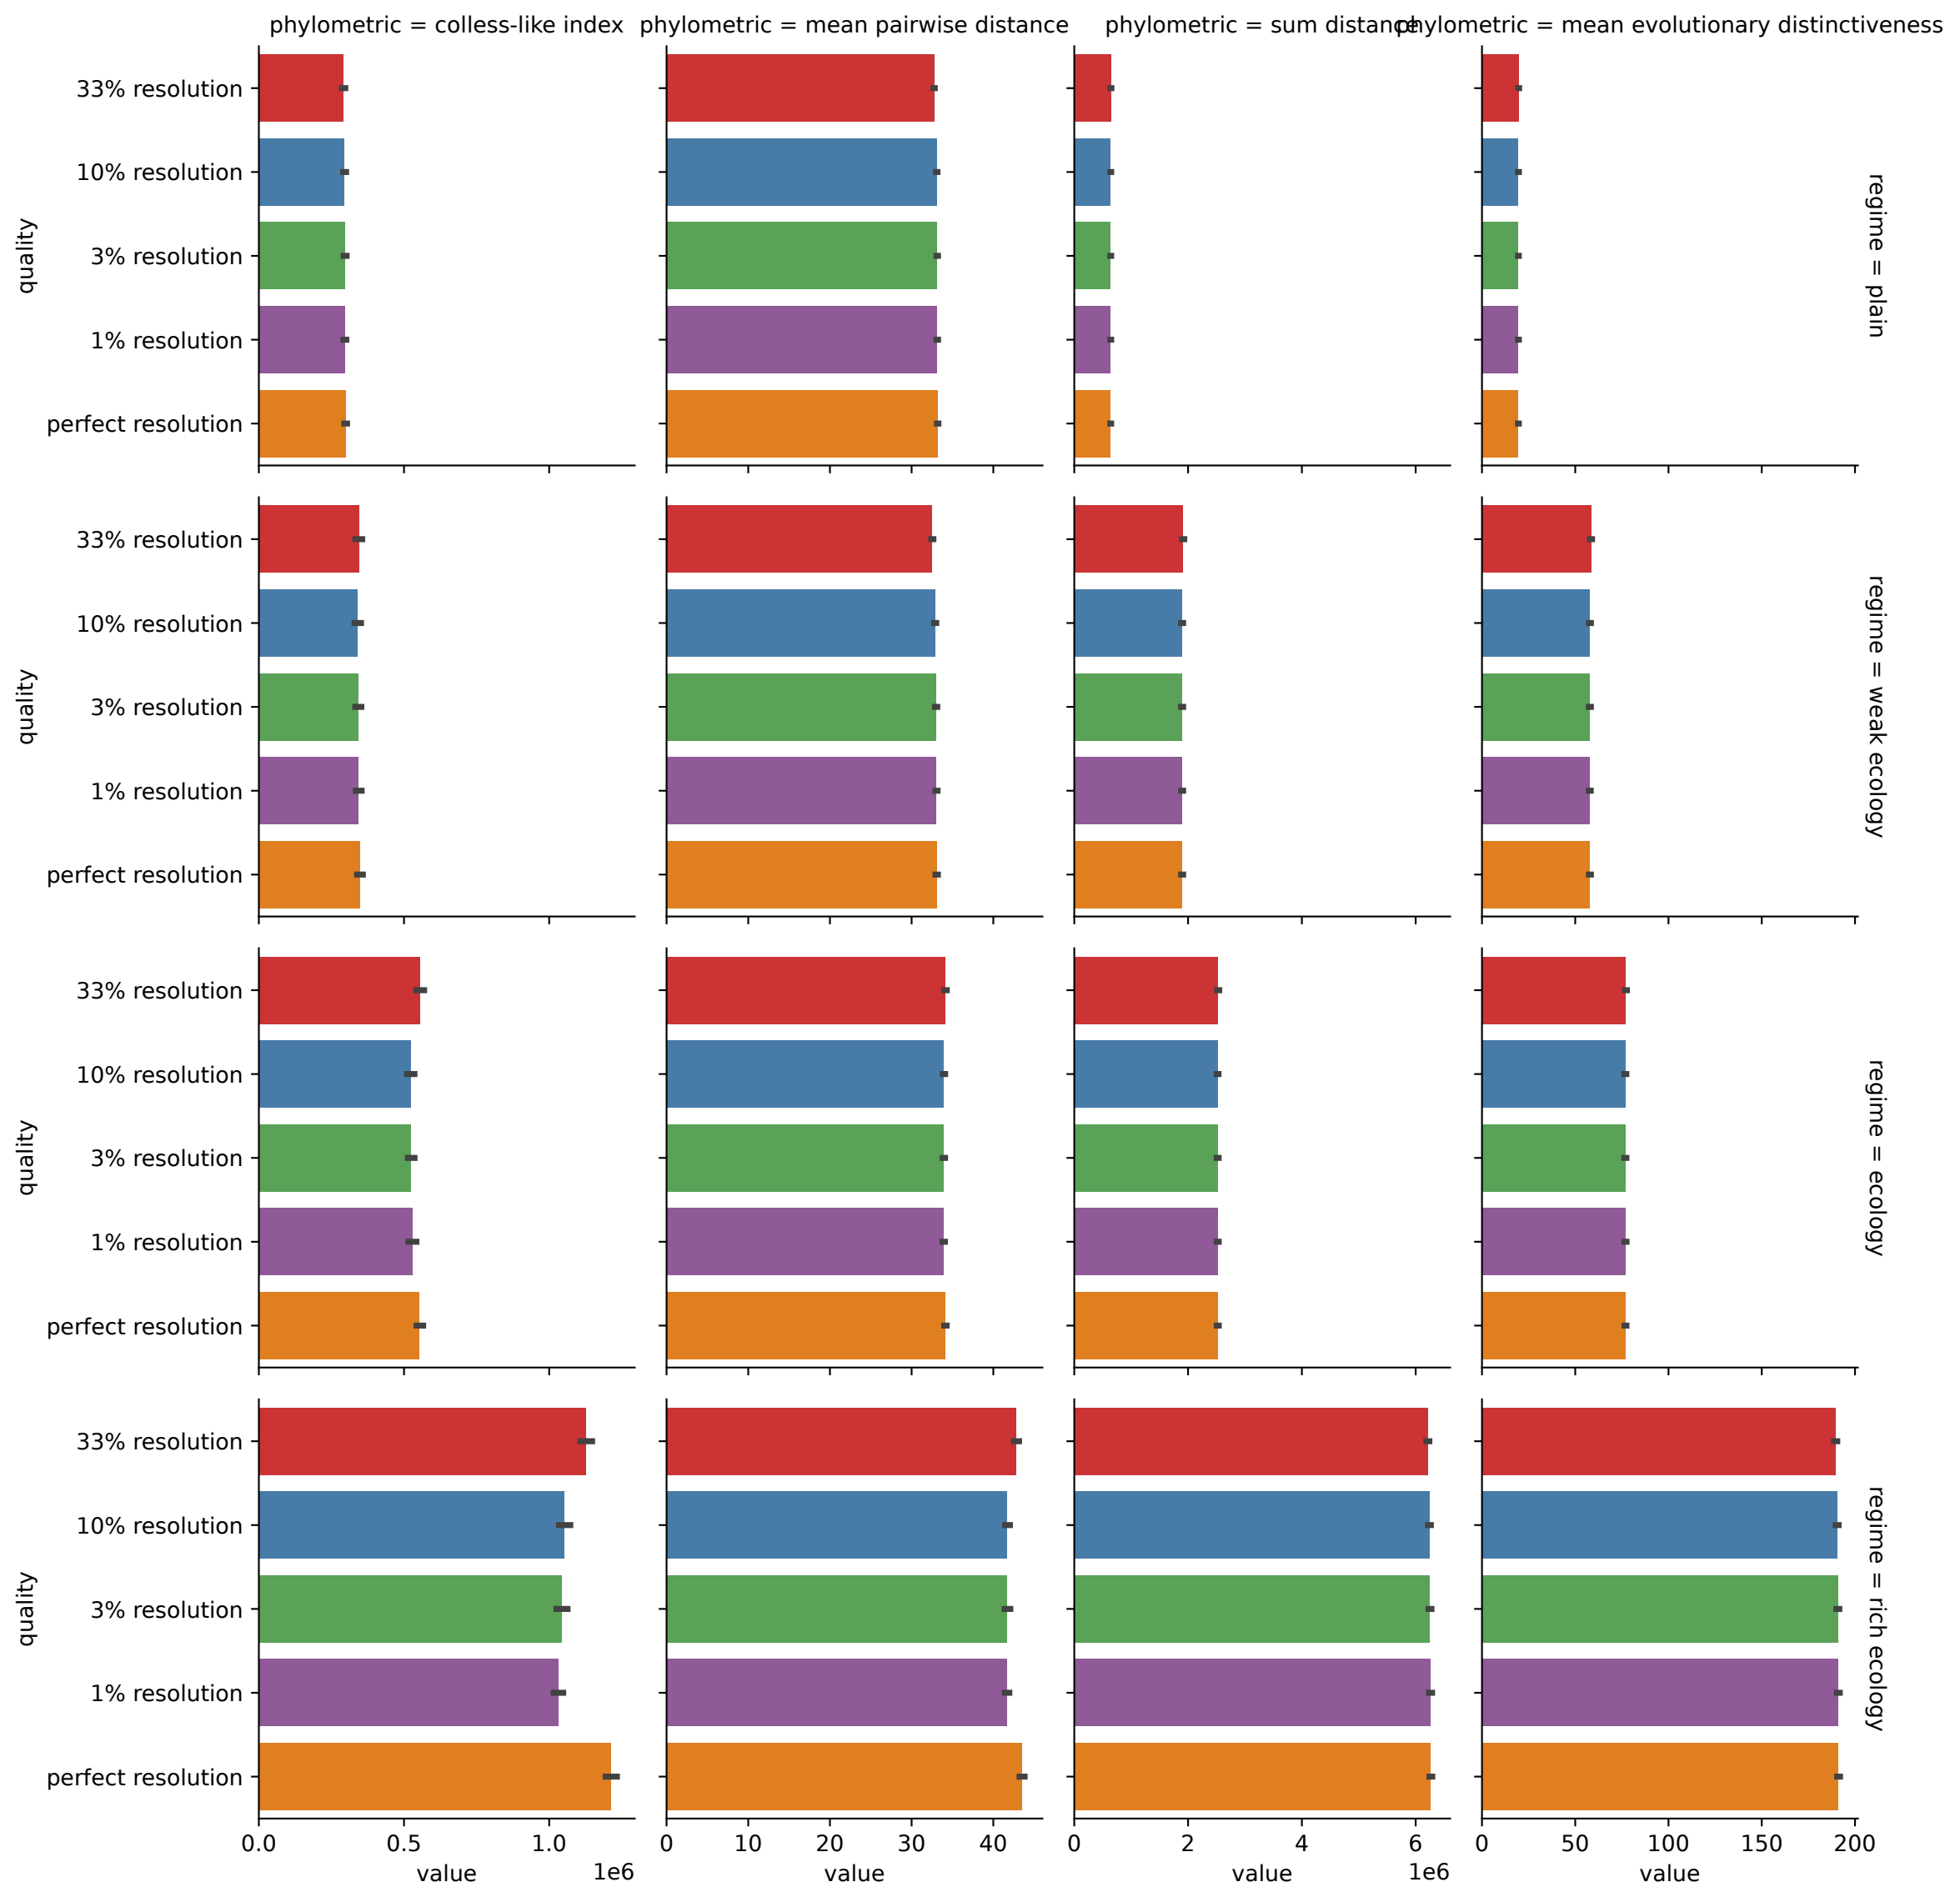 phylometric = colless-like index
phylometric = mean pairwise distance
phylometric = sum distance
phylometric = mean evolutionary distinctiveness
33% resolution
10% resolution
3% resolution
1% resolution
perfect resolution
quality
regime = plain
33% resolution
10% resolution
3% resolution
1% resolution
perfect resolution
quality
regime = weak ecology
33% resolution
10% resolution
3% resolution
1% resolution
perfect resolution
quality
regime = ecology
33% resolution
10% resolution
3% resolution
1% resolution
perfect resolution
quality
regime = rich ecology
0.0 0.5 1.0
1e6
value
0 10 20 30 40
value
0 2 4 6
1e6
value
0 50 100 150 200
value